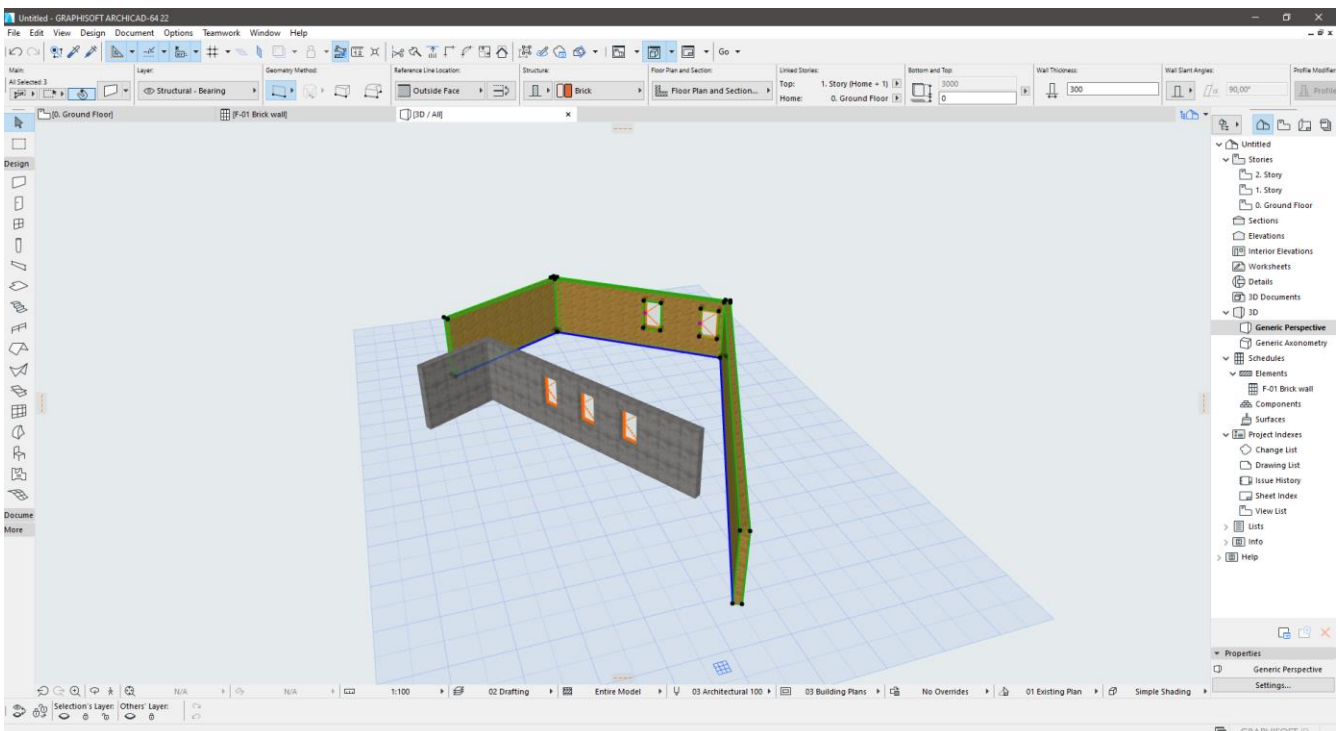 Untitled - GRAPHISOFT ARCHICAD-64 22
File Edit View Design Document Options Teamwork Window Help
Go
Main: Layer: Geometry Method: Reference Line Location: Structure: Floor Plan and Section: Linked Stories: Bottom and Top: Wall Thickness: Wall Slant Angles: Profile Modifier
All Selected: 3
Structural - Bearing Outside Face Brick Floor Plan and Section... Top: 1. Story (Home + 1) 3000 300 90,00° Profile
Home: 0. Ground Floor 0
[0. Ground Floor] [F-01 Brick wall] [3D / All]
Design
Docume
More
Untitled
Stories
2. Story
1. Story
0. Ground Floor
Sections
Elevations
Interior Elevations
Worksheets
Details
3D Documents
3D
Generic Perspective
Generic Axonometry
Schedules
Elements
F-01 Brick wall
Components
Surfaces
Project Indexes
Change List
Drawing List
Issue History
Sheet Index
View List
Lists
Info
Help
Properties
Generic Perspective
Settings...
N/A N/A 1:100 02 Drafting Entire Model 03 Architectural 100 03 Building Plans No Overrides 01 Existing Plan Simple Shading
Selection's Layer: Others' Layer:
GRAPHISOFT